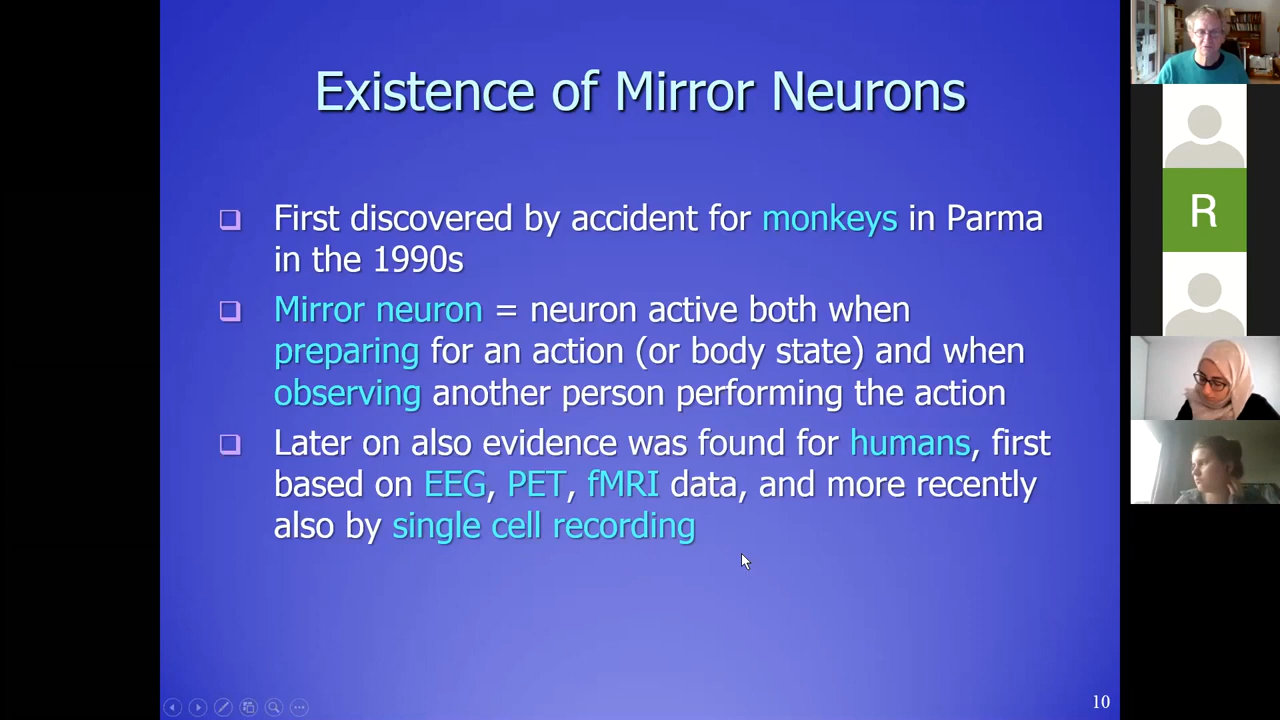 Existence of Mirror Neurons
First discovered by accident for monkeys in Parma
in the 1990s
Mirror neuron = neuron active both when
preparing for an action (or body state) and when
observing another person performing the action
Later on also evidence was found for humans, first
based on EEG, PET, fMRI data, and more recently
also by single cell recording
10
R